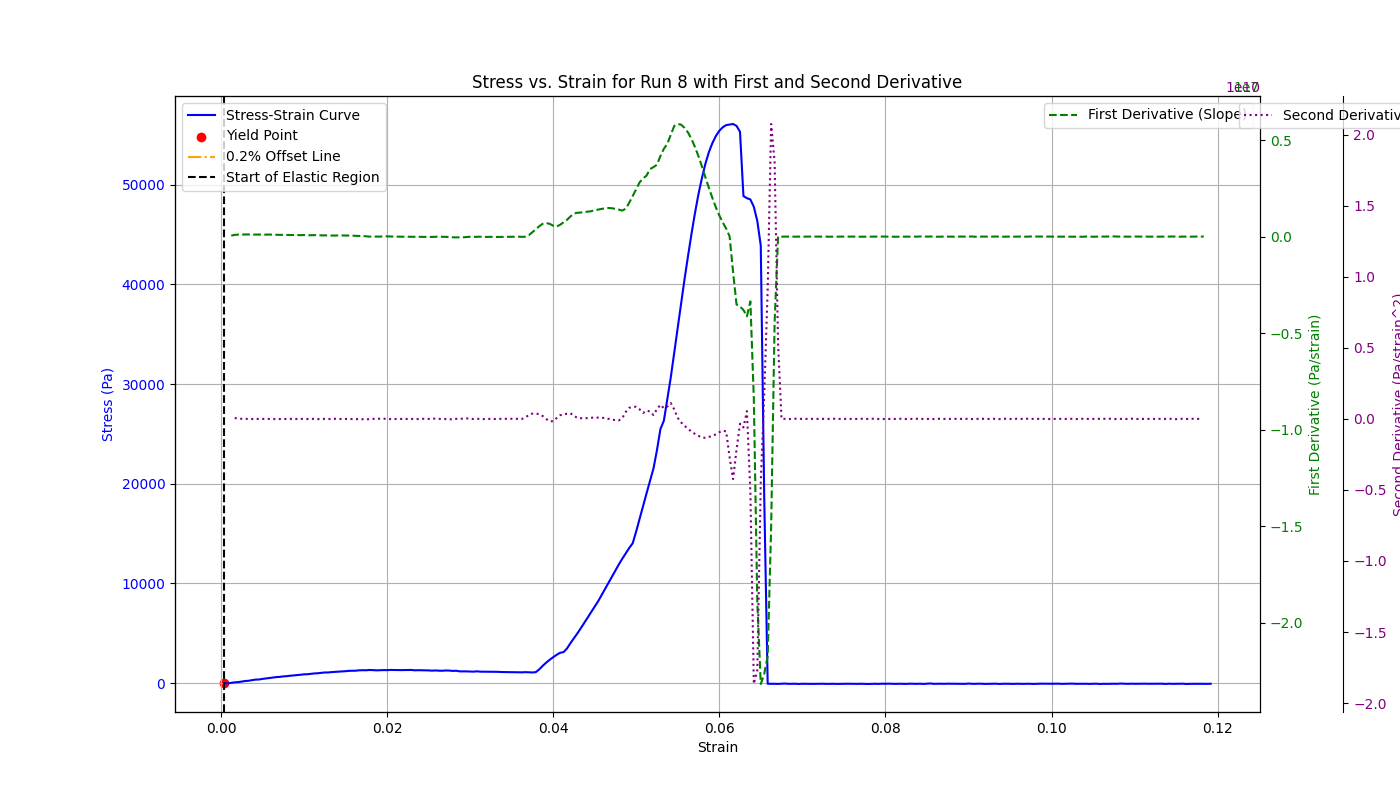 Stress vs. Strain for Run 8 with First and Second Derivative
Stress-Strain Curve
Yield Point
0.2% Offset Line
Start of Elastic Region
First Derivative (Slope
Second Derivativ
50000
40000
30000
20000
10000
0
Stress (Pa)
0.00
0.02
0.04
0.06
0.08
0.10
0.12
Strain
0.5
0.0
−0.5
−1.0
−1.5
−2.0
First Derivative (Pa/strain)
2.0
1.5
1.0
0.5
0.0
−0.5
−1.0
−1.5
−2.0
Second Derivative (Pa/strain^2)